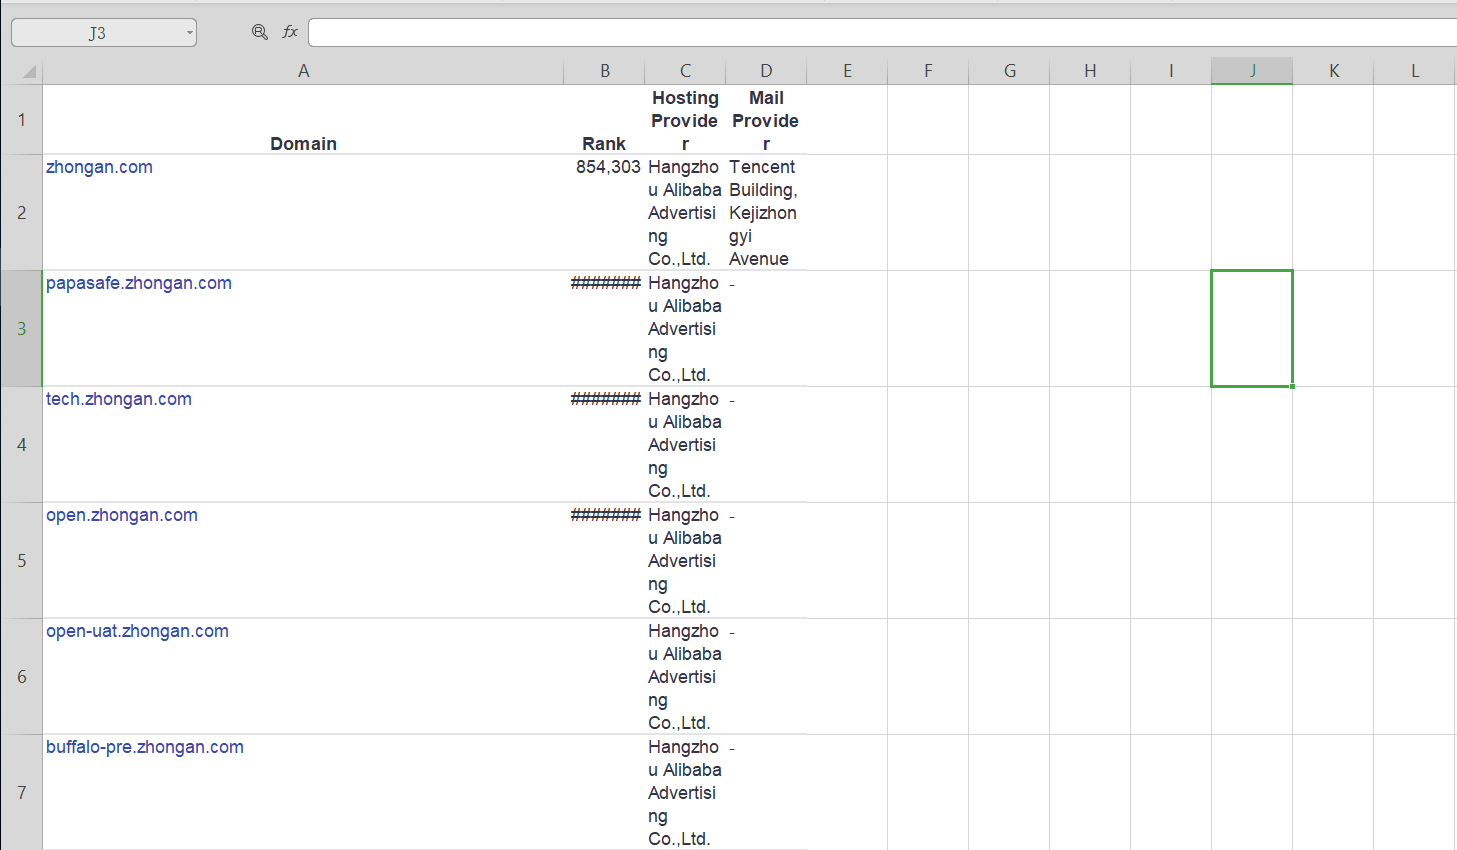 J3 fx
A B C D E F G H I J K L
1 Domain Rank Hosting Provider Mail Provider
2 zhongan.com 854,303 Hangzhou Alibaba Advertising Co.,Ltd. Tencent Building, Kejizhongyi Avenue
3 papasafe.zhongan.com ####### Hangzhou Alibaba Advertising Co.,Ltd. -
4 tech.zhongan.com ####### Hangzhou Alibaba Advertising Co.,Ltd. -
5 open.zhongan.com ####### Hangzhou Alibaba Advertising Co.,Ltd. -
6 open-uat.zhongan.com Hangzhou Alibaba Advertising Co.,Ltd. -
7 buffalo-pre.zhongan.com Hangzhou Alibaba Advertising Co.,Ltd. -